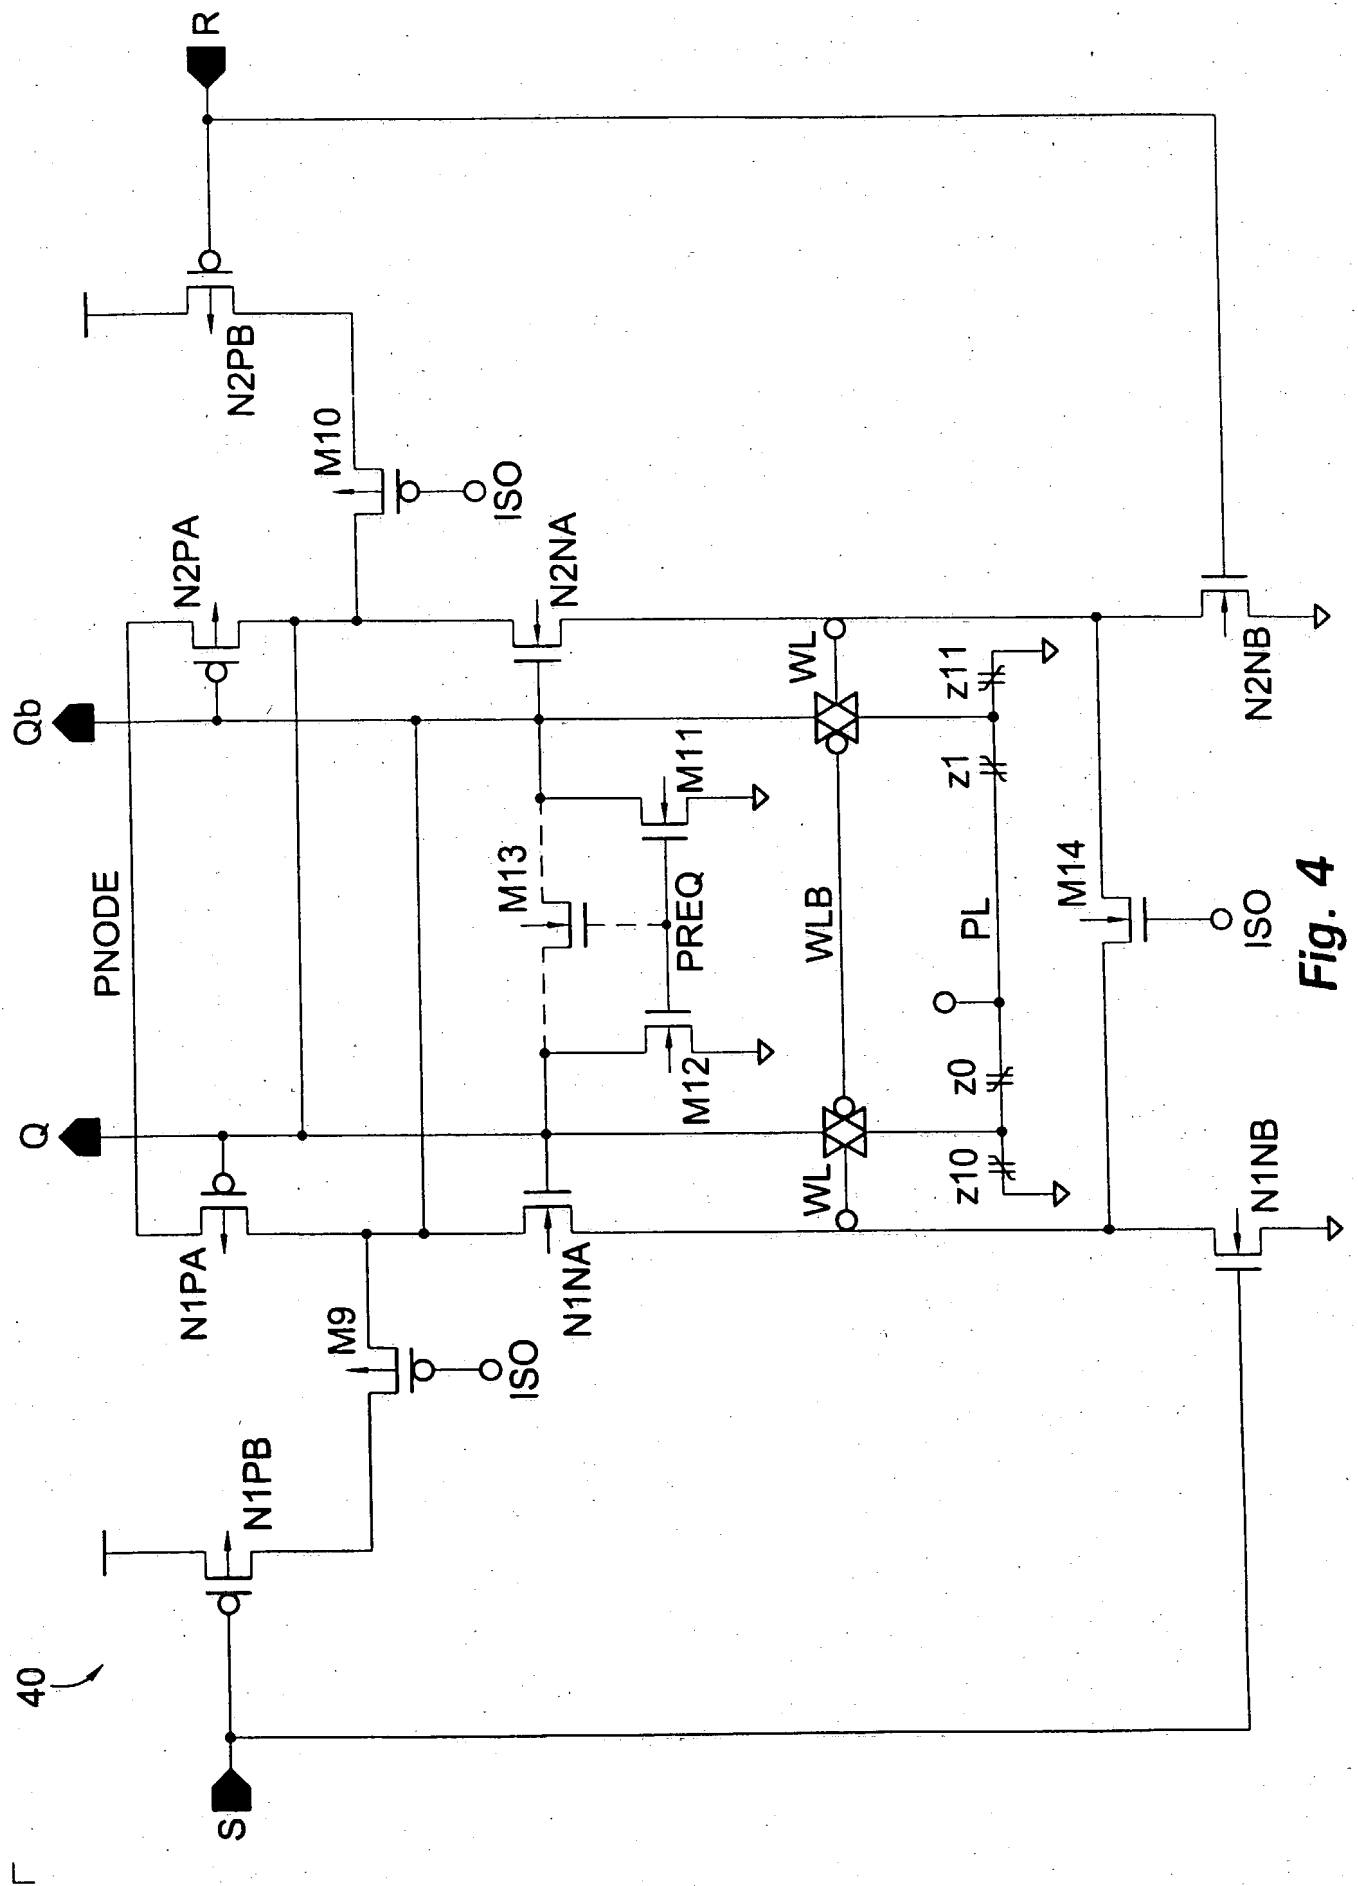 40
S
R
Q
Qb
PNODE
N1PB
N1PA
N2PA
N2PB
M9
ISO
M10
ISO
N1NA
N2NA
M13
M12
PREQ
M11
WL
WLB
WL
z10
z0
PL
z1
z11
M14
ISO
N1NB
N2NB
Fig. 4